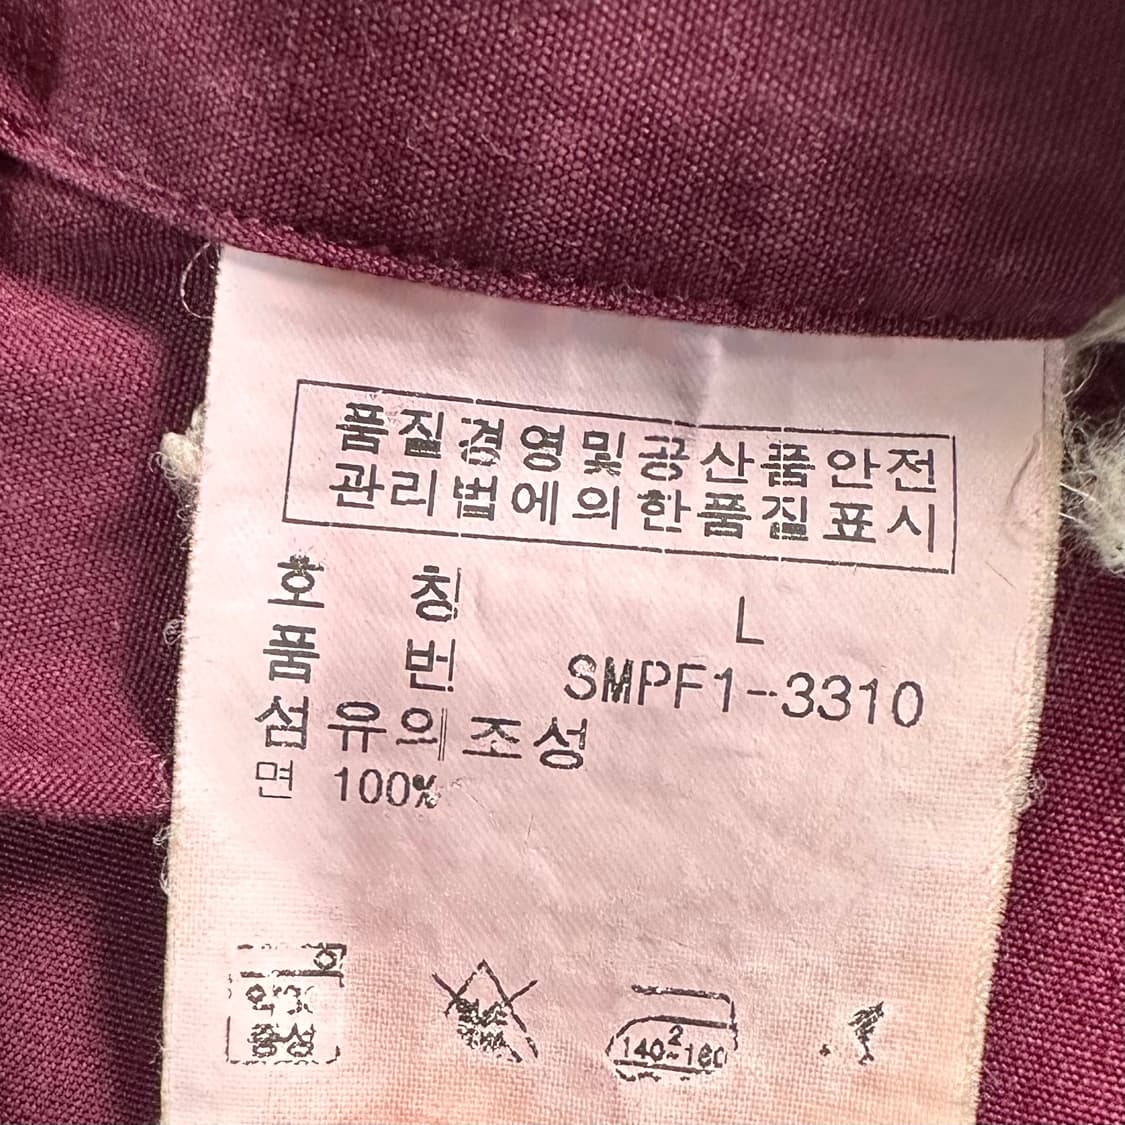 품질경영및공산품안전
관리법에의한품질표시
호 칭 L
품 번 SMPF1-3310
섬유의조성
면 100%
중성
2
140~160